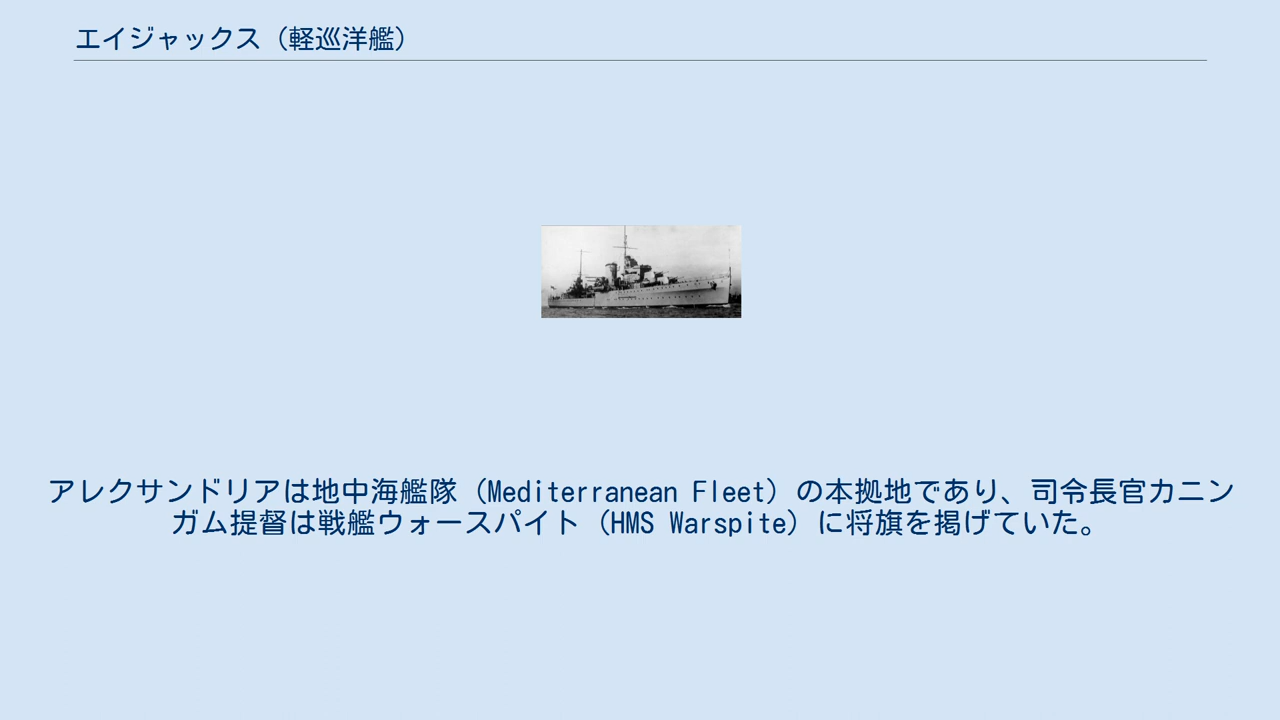 エイジャックス（軽巡洋艦）
アレクサンドリアは地中海艦隊（Mediterranean Fleet）の本拠地であり、司令長官カニン
ガム提督は戦艦ウォースパイト（HMS Warspite）に将旗を掲げていた。